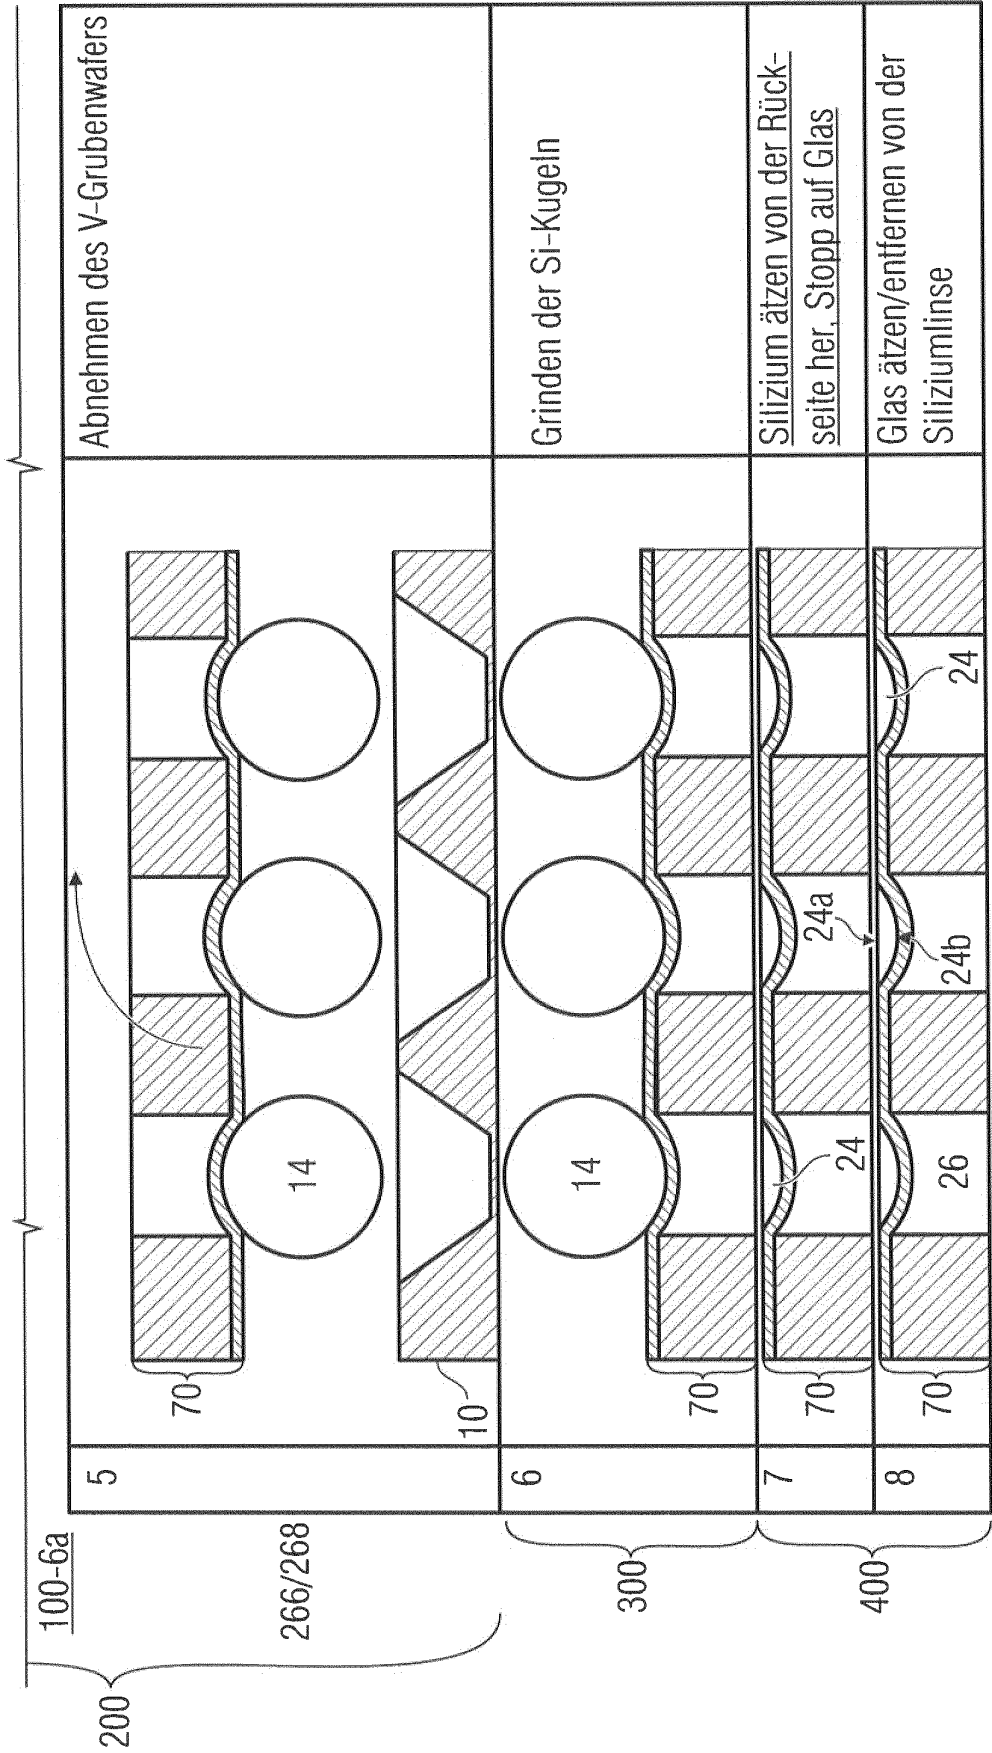 100-6a
200
266/268
5
70
10
14
Abnehmen des V-Grubenwafers
300
6
70
14
Grinden der Si-Kugeln
400
7
70
24
24a
Silizium ätzen von der Rück-
seite her, Stopp auf Glas
8
70
26
24b
24
Glas ätzen/entfernen von der
Siliziumlinse